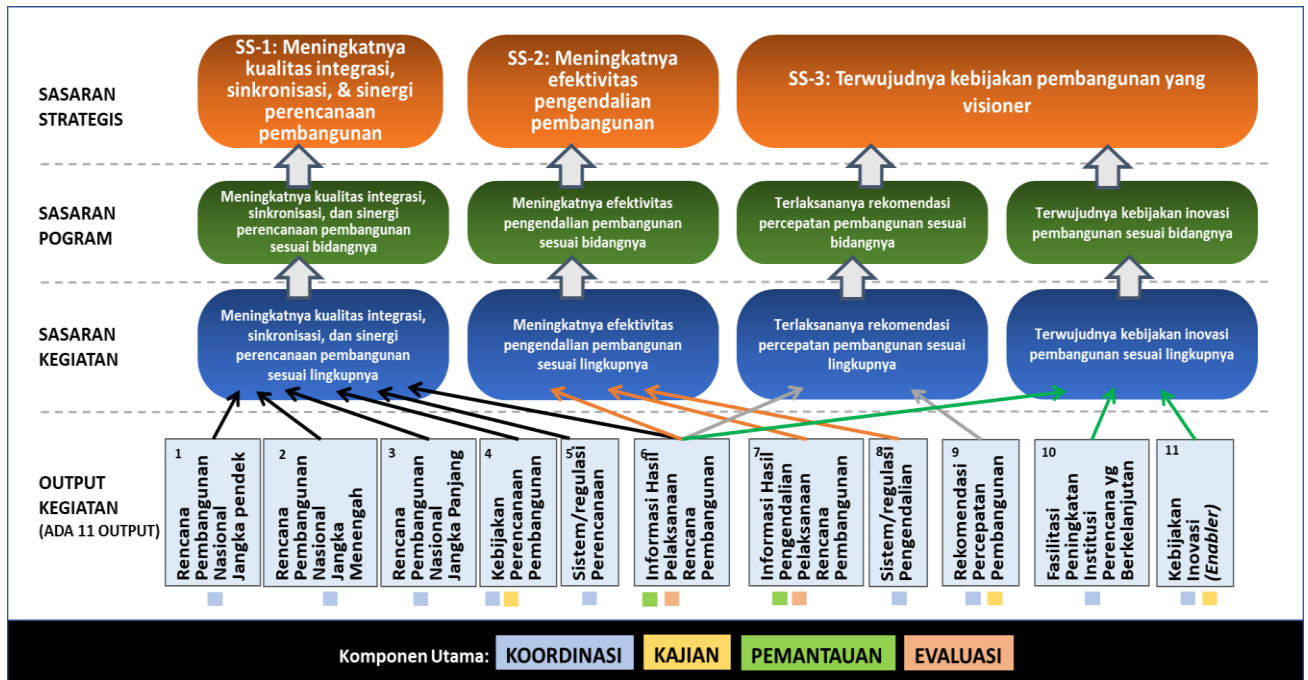 SASARAN
STRATEGIS
SS-1: Meningkatnya
kualitas integrasi,
sinkronisasi, & sinergi
perencanaan
pembangunan
SS-2: Meningkatnya
efektivitas
pengendalian
pembangunan
SS-3: Terwujudnya kebijakan pembangunan yang
visioner
SASARAN
POGRAM
Meningkatnya kualitas integrasi,
sinkronisasi, dan sinergi
perencanaan pembangunan
sesuai bidangnya
Meningkatnya efektivitas
pengendalian pembangunan
sesuai bidangnya
Terlaksananya rekomendasi
percepatan pembangunan sesuai
bidangnya
Terwujudnya kebijakan inovasi
pembangunan sesuai bidangnya
SASARAN
KEGIATAN
Meningkatnya kualitas integrasi,
sinkronisasi, dan sinergi
perencanaan pembangunan
sesuai lingkupnya
Meningkatnya efektivitas
pengendalian pembangunan
sesuai lingkupnya
Terlaksananya rekomendasi
percepatan pembangunan sesuai
lingkupnya
Terwujudnya kebijakan inovasi
pembangunan sesuai lingkupnya
OUTPUT
KEGIATAN
(ADA 11 OUTPUT)
1
Rencana
Pembangunan
Nasional
Jangka pendek
2
Rencana
Pembangunan
Nasional
Jangka
Menengah
3
Rencana
Pembangunan
Nasional
Jangka Panjang
4
Kebijakan
Perencanaan
Pembangunan
5
Sistem/regulasi
Perencanaan
6
Informasi Hasil
Pelaksanaan
Rencana
Pembangunan
7
Informasi Hasil
Pengendalian
Pelaksanaan
Rencana
Pembangunan
8
Sistem/regulasi
Pengendalian
9
Rekomendasi
Percepatan
Pembangunan
10
Fasilitasi
Peningkatan
Institusi
Perencana yg
Berkelanjutan
11
Kebijakan
Inovasi
(Enabler)
Komponen Utama: KOORDINASI KAJIAN PEMANTAUAN EVALUASI